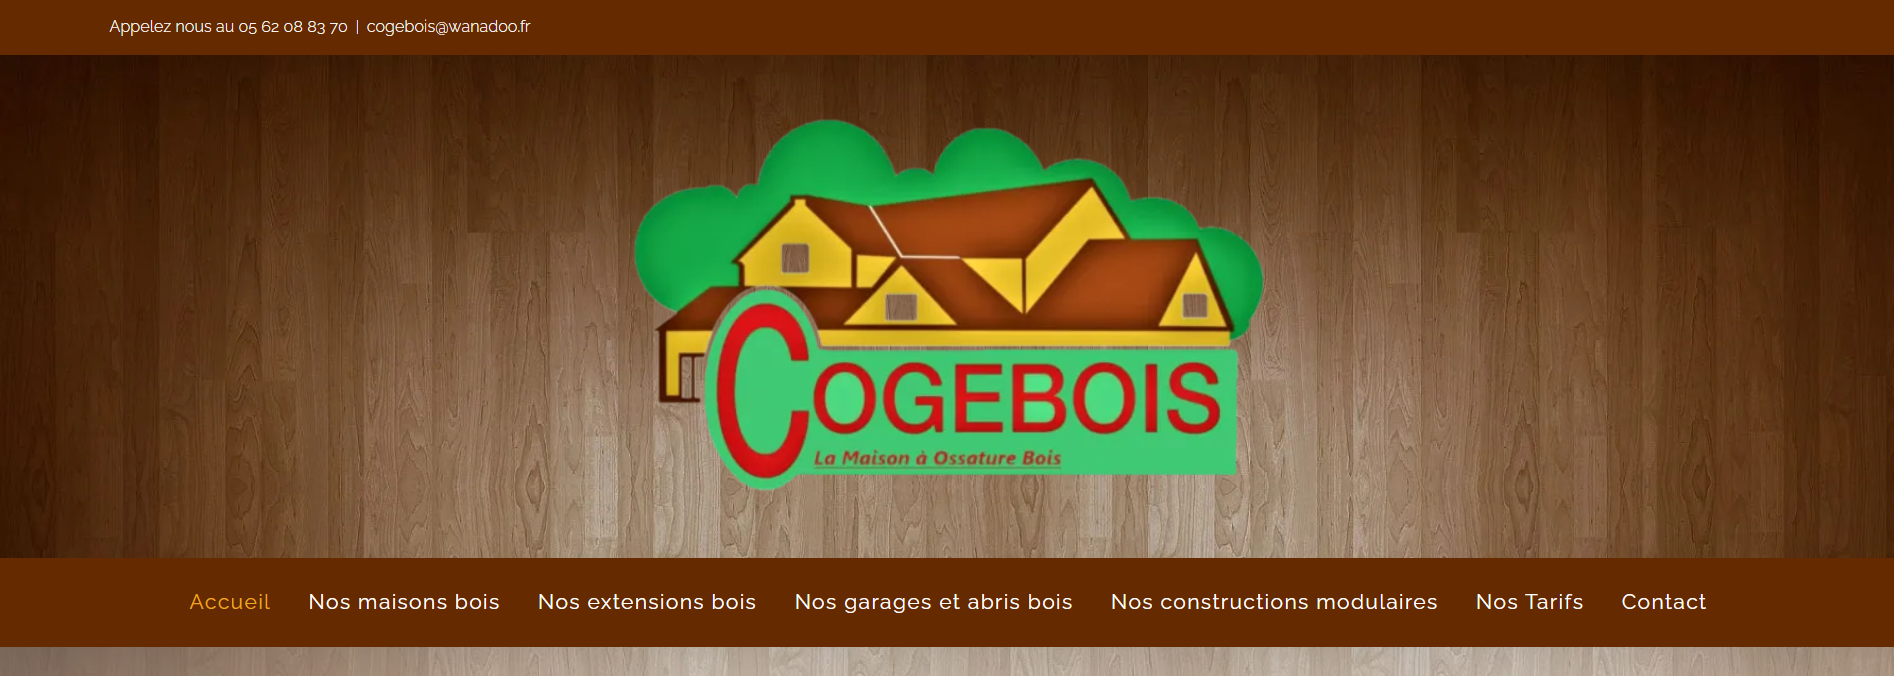 Appelez nous au 05 62 08 83 70 | cogebois@wanadoo.fr
COGEBOIS
La Maison à Ossature Bois
Accueil Nos maisons bois Nos extensions bois Nos garages et abris bois Nos constructions modulaires Nos Tarifs Contact